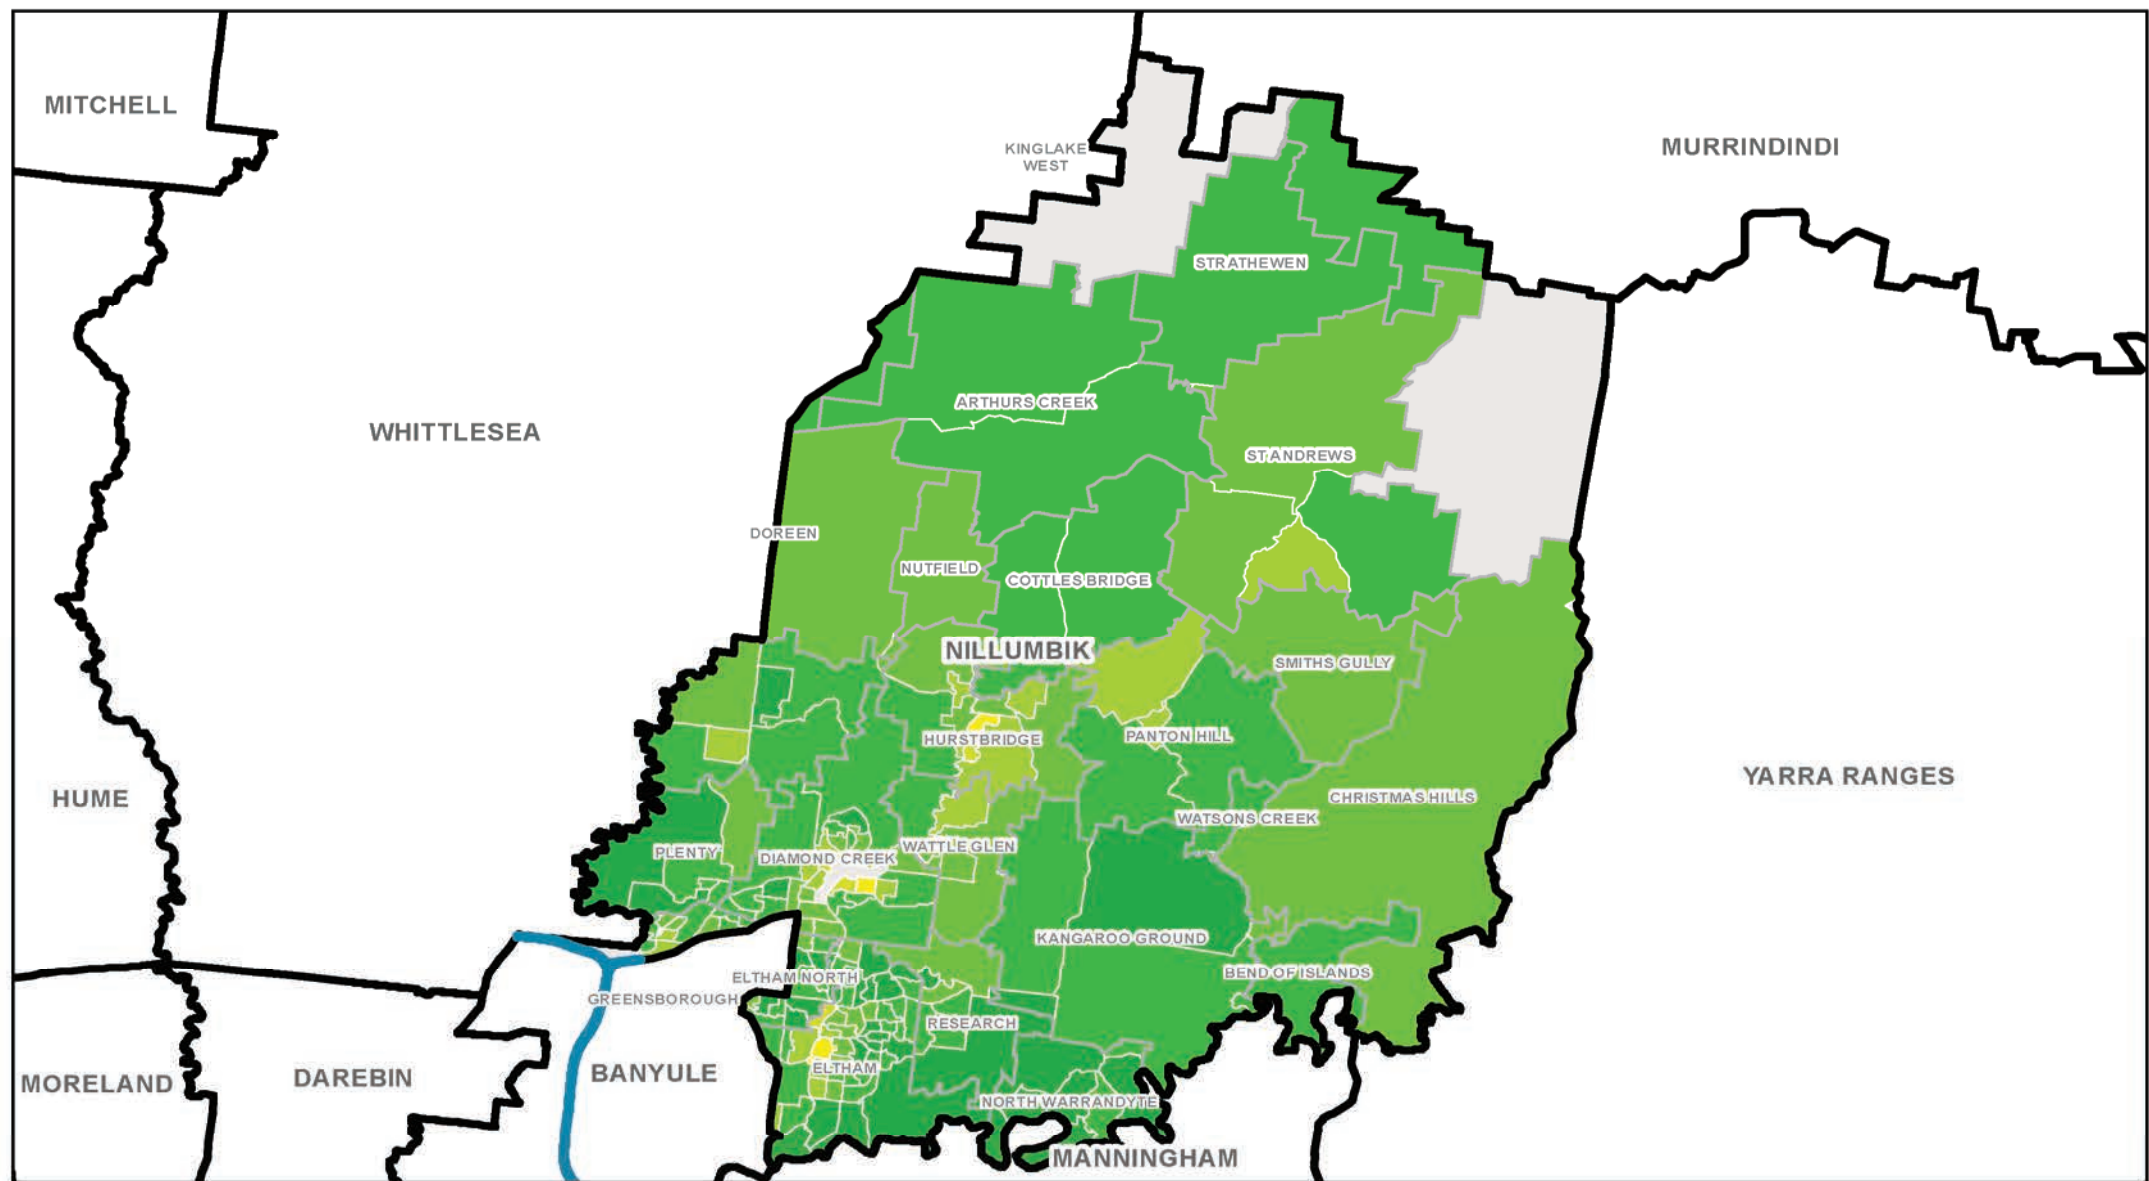 MITCHELL
KINGLAKE
WEST
MURRINDINDI
STRATHEWEN
ARTHURS CREEK
WHITTLESEA
ST ANDREWS
DOREEN
NUTFIELD
COTTLES BRIDGE
NILLUMBIK
SMITHS GULLY
HURSTBRIDGE
PANTON HILL
YARRA RANGES
HUME
CHRISTMAS HILLS
WATSONS CREEK
WATTLE GLEN
PLENTY
DIAMOND CREEK
KANGAROO GROUND
BEND OF ISLANDS
ELTHAM NORTH
GREENSBOROUGH
RESEARCH
ELTHAM
BANYULE
DAREBIN
MORELAND
NORTH WARRANDYTE
MANNINGHAM